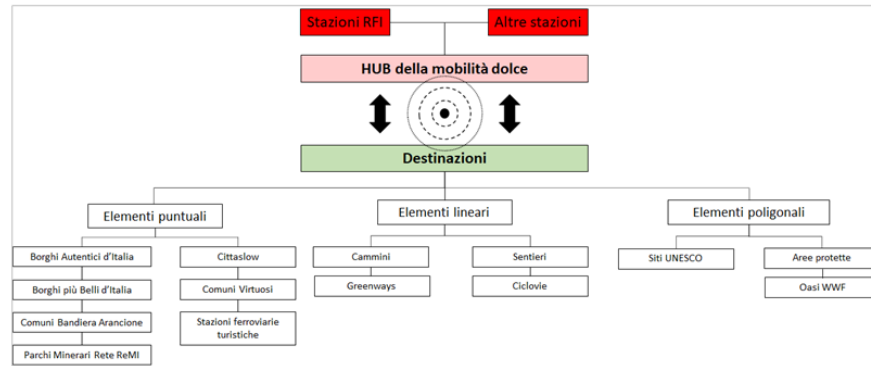 Stazioni RFI
Altre stazioni
HUB della mobilità dolce
Destinazioni
Elementi puntuali
Elementi lineari
Elementi poligonali
Borghi Autentici d'Italia
Cittaslow
Cammini
Sentieri
Siti UNESCO
Aree protette
Borghi più Belli d'Italia
Comuni Virtuosi
Greenways
Ciclovie
Oasi WWF
Comuni Bandiera Arancione
Stazioni ferroviarie
turistiche
Parchi Minerari Rete ReMI